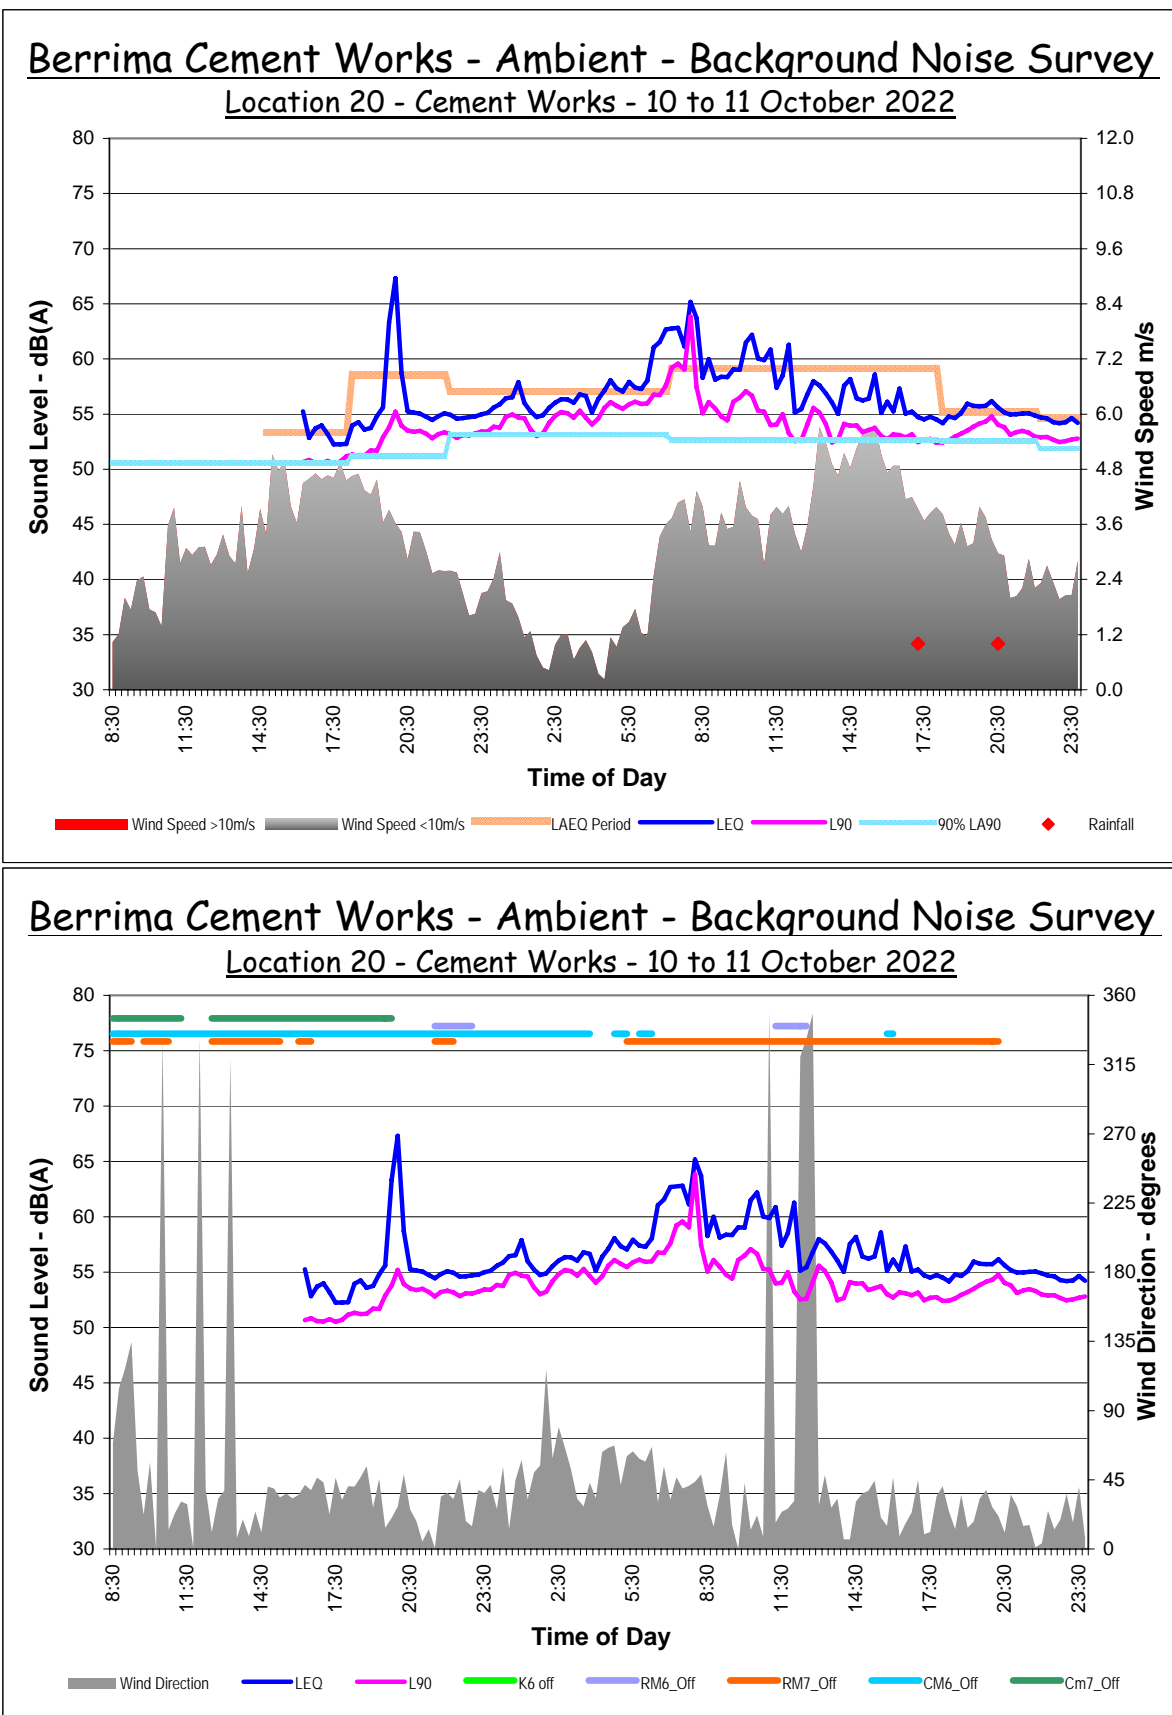 Berrima Cement Works - Ambient - Background Noise Survey
Location 20 - Cement Works - 10 to 11 October 2022
80 12.0
75 10.8
70 9.6
65 8.4
60 7.2
55 6.0
50 4.8
45 3.6
40 2.4
35 1.2
30 0.0
Sound Level - dB(A)
Wind Speed m/s
8:30 11:30 14:30 17:30 20:30 23:30 2:30 5:30 8:30 11:30 14:30 17:30 20:30 23:30
Time of Day
Wind Speed >10m/s Wind Speed <10m/s LAEQ Period LEQ L90 90% LA90 Rainfall
Berrima Cement Works - Ambient - Background Noise Survey
Location 20 - Cement Works - 10 to 11 October 2022
80 360
75 315
70 270
65 225
60 180
55 135
50 90
45 45
40 0
35
30
Sound Level - dB(A)
Wind Direction - degrees
8:30 11:30 14:30 17:30 20:30 23:30 2:30 5:30 8:30 11:30 14:30 17:30 20:30 23:30
Time of Day
Wind Direction LEQ L90 K6 off RM6_Off RM7_Off CM6_Off Cm7_Off